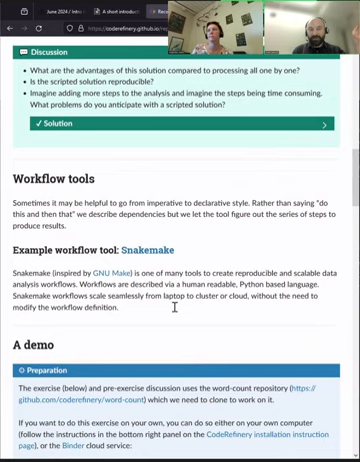 June 2024 / Intro
A short introduct
Reco
https://coderefinery.github.io/rep
Discussion
• What are the advantages of this solution compared to processing all one by one?
• Is the scripted solution reproducible?
• Imagine adding more steps to the analysis and imagine the steps being time consuming.
What problems do you anticipate with a scripted solution?
✓ Solution
Workflow tools
Sometimes it may be helpful to go from imperative to declarative style. Rather than saying "do
this and then that" we describe dependencies but we let the tool figure out the series of steps to
produce results.
Example workflow tool: Snakemake
Snakemake (inspired by GNU Make) is one of many tools to create reproducible and scalable data
analysis workflows. Workflows are described via a human readable, Python based language.
Snakemake workflows scale seamlessly from laptop to cluster or cloud, without the need to
modify the workflow definition.
A demo
Preparation
The exercise (below) and pre-exercise discussion uses the word-count repository (https://
github.com/coderefinery/word-count) which we need to clone to work on it.
If you want to do this exercise on your own, you can do so either on your own computer
(follow the instructions in the bottom right panel on the CodeRefinery installation instruction
page), or the Binder cloud service: